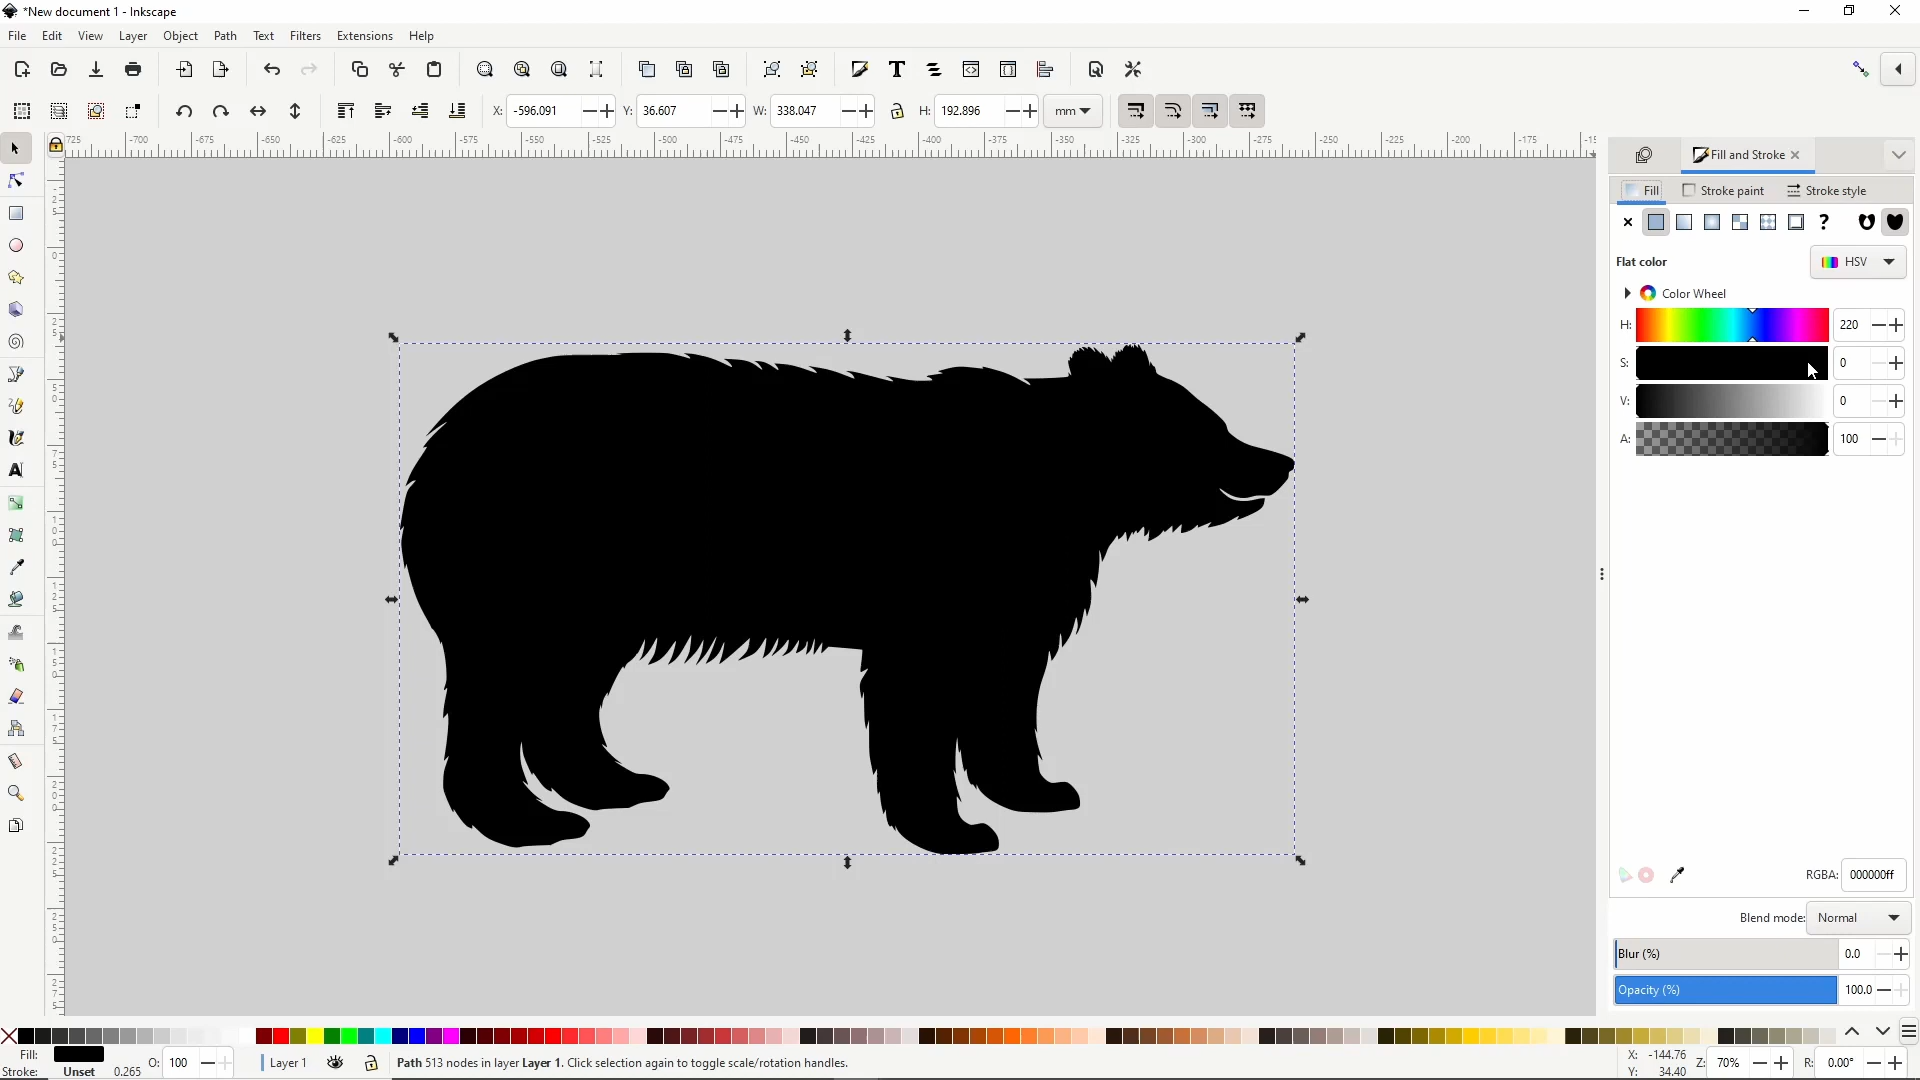 *New document 1 - Inkscape
File Edit View Layer Object Path Text Filters Extensions Help
X: -596.091 Y: 36.607 W: 338.047 H: 192.896 mm
-700 -675 -650 -625 -600 -575 -550 -525 -500 -475 -450 -425 -400 -375 -350 -325 -300 -275 -250 -225 -200 -175
Fill and Stroke
Fill Stroke paint Stroke style
?
Flat color HSV
Color Wheel
H: 220
S: 0
V: 0
A: 100
RGBA: 000000ff
Blend mode: Normal
Blur (%) 0.0
Opacity (%) 100.0
Fill:
Stroke: Unset 0.265
O: 100
Layer 1
Path 513 nodes in layer Layer 1. Click selection again to toggle scale/rotation handles.
X: -144.76
Y: 34.40
Z: 70%
R: 0.00°